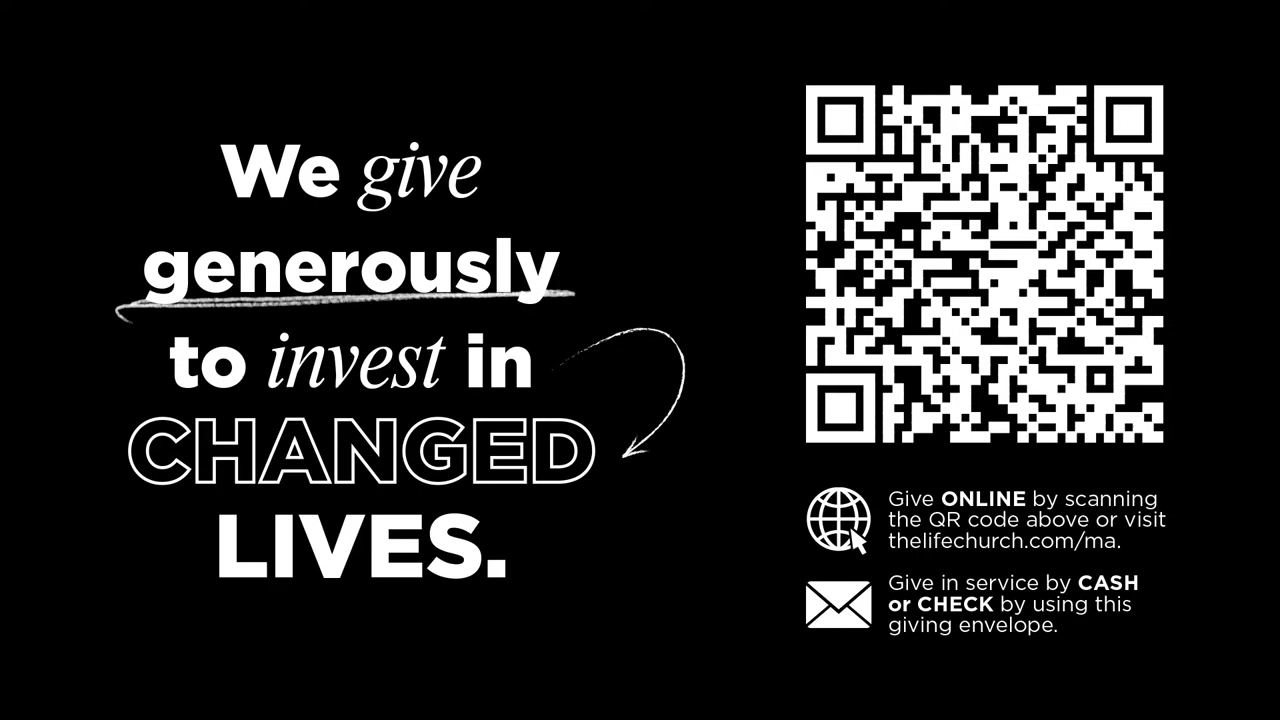 We give
generously
to invest in
CHANGED
LIVES.
Give ONLINE by scanning
the QR code above or visit
thelifechurch.com/ma.
Give in service by CASH
or CHECK by using this
giving envelope.